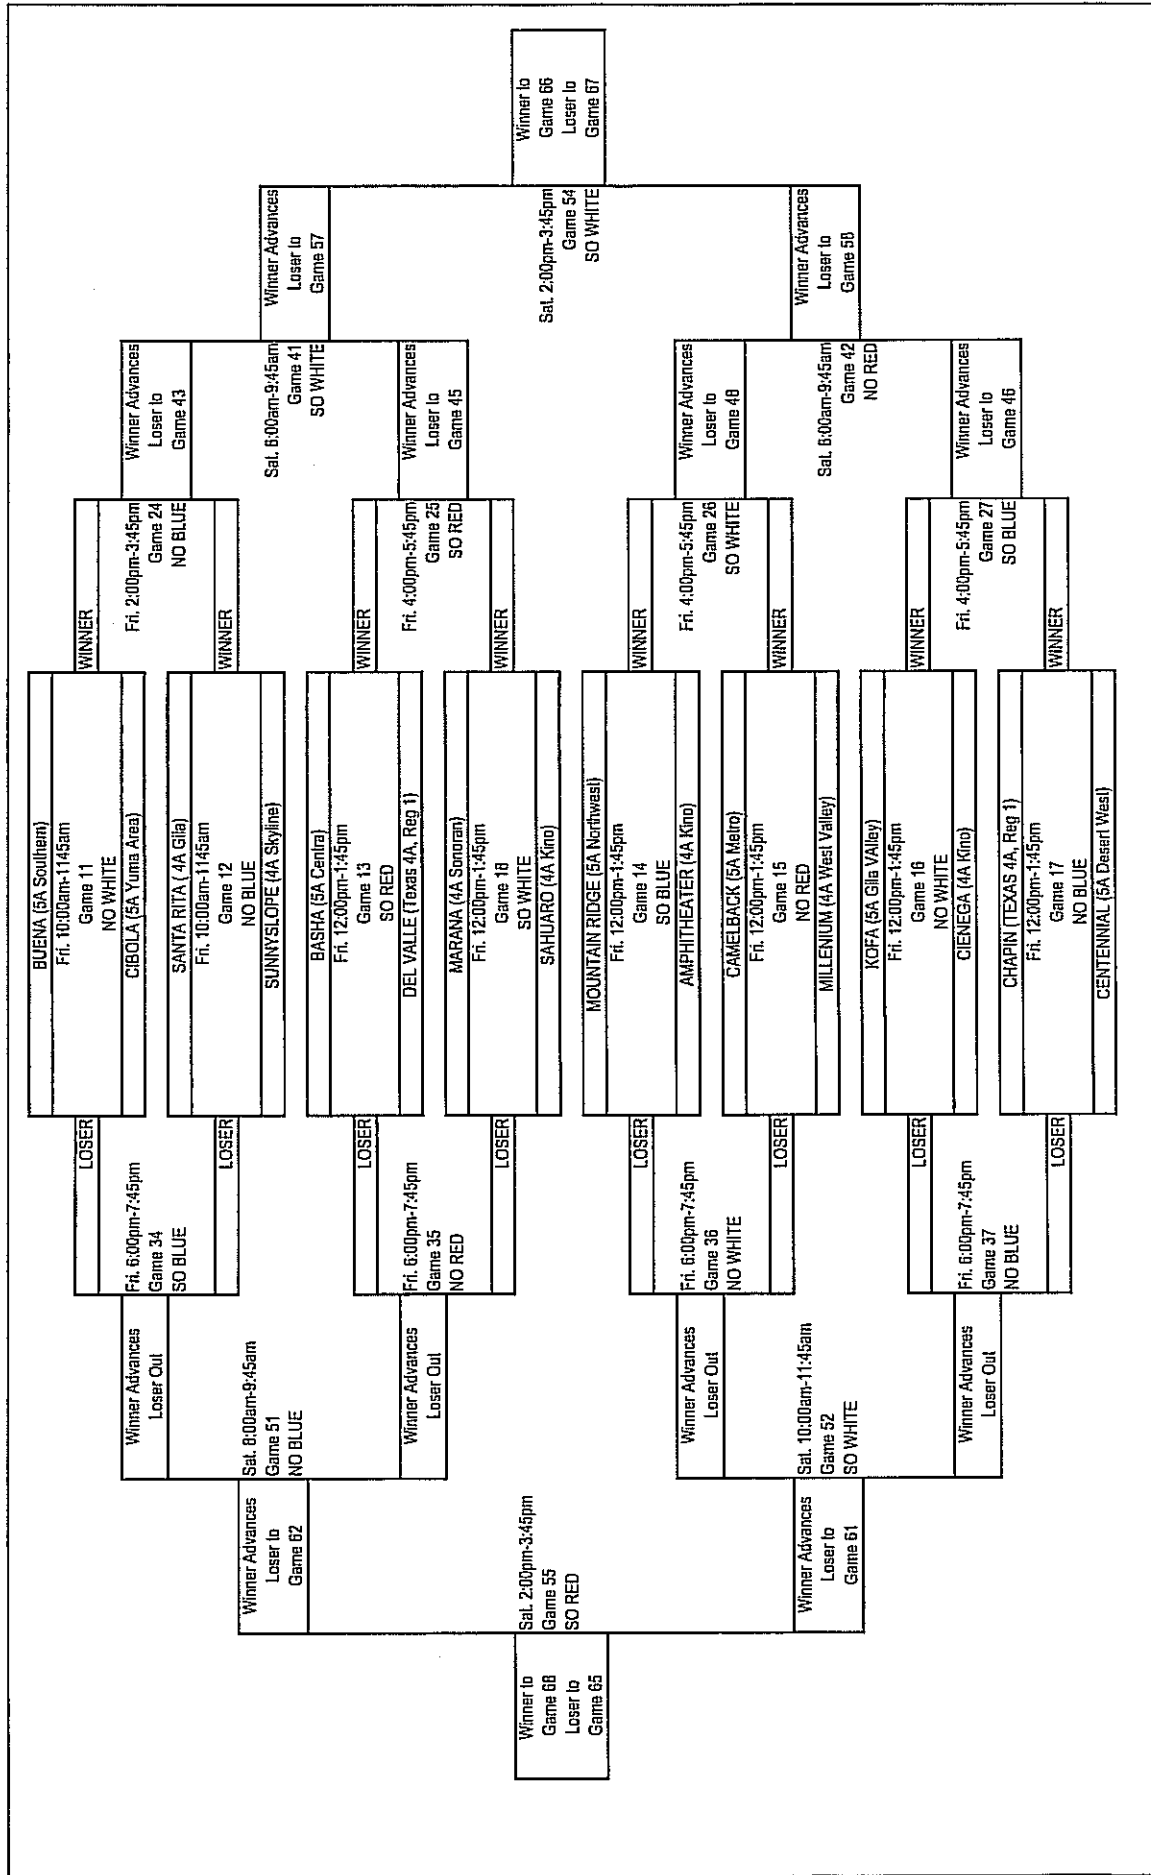 Winner to
Game 68
Loser to
Game 65
Winner Advances
Loser to
Game 62
Sat. 2:00pm-3:45pm
Game 55
SO RED
Winner Advances
Loser to
Game 61
Winner Advances
Loser Out
Sat. 8:00am-9:45am
Game 51
NO BLUE
Winner Advances
Loser Out
Winner Advances
Loser Out
Sat. 10:00am-11:45am
Game 52
SO WHITE
Winner Advances
Loser Out
LOSER
Fri. 6:00pm-7:45pm
Game 34
SO BLUE
LOSER
LOSER
Fri. 6:00pm-7:45pm
Game 35
NO RED
LOSER
LOSER
Fri. 6:00pm-7:45pm
Game 36
NO WHITE
LOSER
LOSER
Fri. 6:00pm-7:45pm
Game 37
NO BLUE
LOSER
BUENA (5A Southern)
Fri. 10:00am-1145am
Game 11
NO WHITE
CIBOLA (5A Yuma Area)
SANTA RITA ( 4A Gila)
Fri. 10:00am-1145am
Game 12
NO BLUE
SUNNYSLOPE (4A Skyline)
BASHA (5A Central)
Fri. 12:00pm-1:45pm
Game 13
SO RED
DEL VALLE (Texas 4A, Reg 1)
MARANA (4A Sonoran)
Fri. 12:00pm-1:45pm
Game 18
SO WHITE
SAHUARO (4A Kino)
MOUNTAIN RIDGE (5A Northwest)
Fri. 12:00pm-1:45pm
Game 14
SO BLUE
AMPHITHEATER (4A Kino)
CAMELBACK (5A Metro)
Fri. 12:00pm-1:45pm
Game 15
NO RED
MILLENIUM (4A West Valley)
KOFA (5A Gila Valley)
Fri. 12:00pm-1:45pm
Game 16
NO WHITE
CIENEGA (4A Kino)
CHAPIN (TEXAS 4A, Reg 1)
Fri. 12:00pm-1:45pm
Game 17
NO BLUE
CENTENNIAL (5A Desert West)
WINNER
Fri. 2:00pm-3:45pm
Game 24
NO BLUE
WINNER
WINNER
Fri. 4:00pm-5:45pm
Game 25
SO RED
WINNER
WINNER
Fri. 4:00pm-5:45pm
Game 26
SO WHITE
WINNER
WINNER
Fri. 4:00pm-5:45pm
Game 27
SO BLUE
WINNER
Winner Advances
Loser to
Game 43
Sat. 8:00am-9:45am
Game 41
SO WHITE
Winner Advances
Loser to
Game 45
Winner Advances
Loser to
Game 48
Sat. 8:00am-9:45am
Game 42
NO RED
Winner Advances
Loser to
Game 46
Winner Advances
Loser to
Game 57
Sat. 2:00pm-3:45pm
Game 54
SO WHITE
Winner Advances
Loser to
Game 58
Winner to
Game 66
Loser to
Game 67